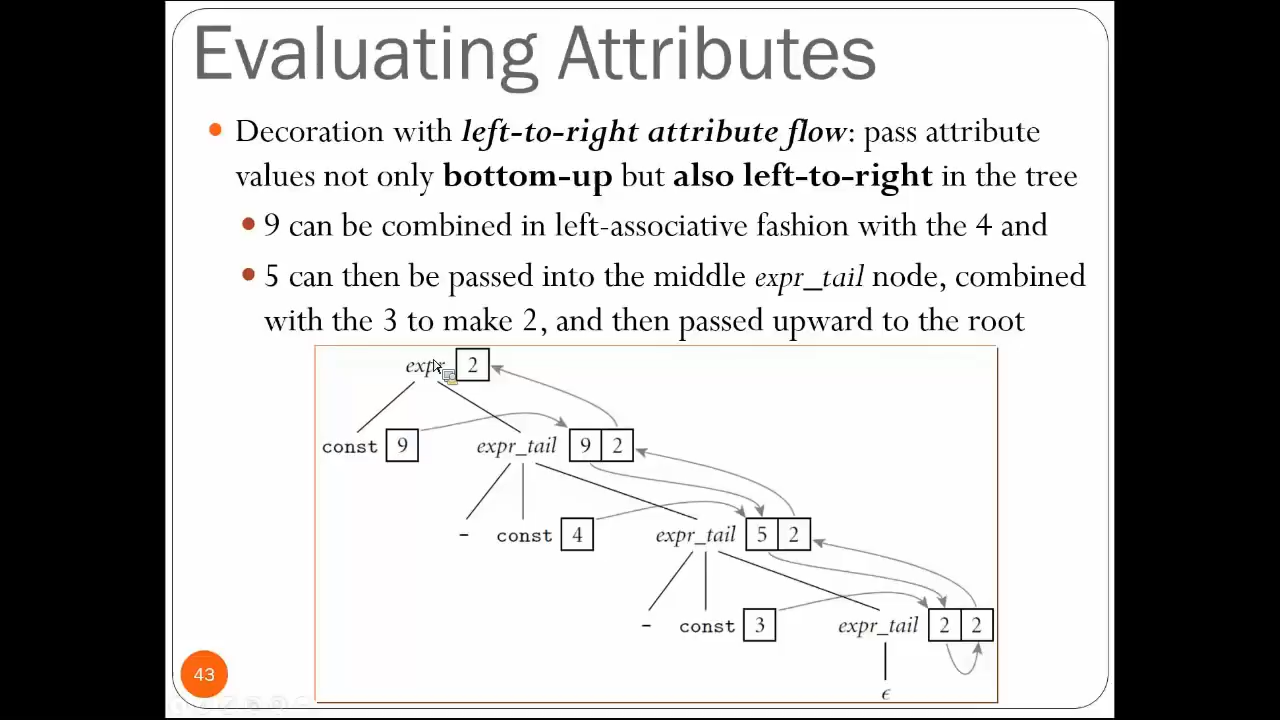 Evaluating Attributes
• Decoration with left-to-right attribute flow: pass attribute
values not only bottom-up but also left-to-right in the tree
• 9 can be combined in left-associative fashion with the 4 and
• 5 can then be passed into the middle expr_tail node, combined
with the 3 to make 2, and then passed upward to the root
expr 2
const 9 expr_tail 9 2
- const 4 expr_tail 5 2
- const 3 expr_tail 2 2
43
ϵ